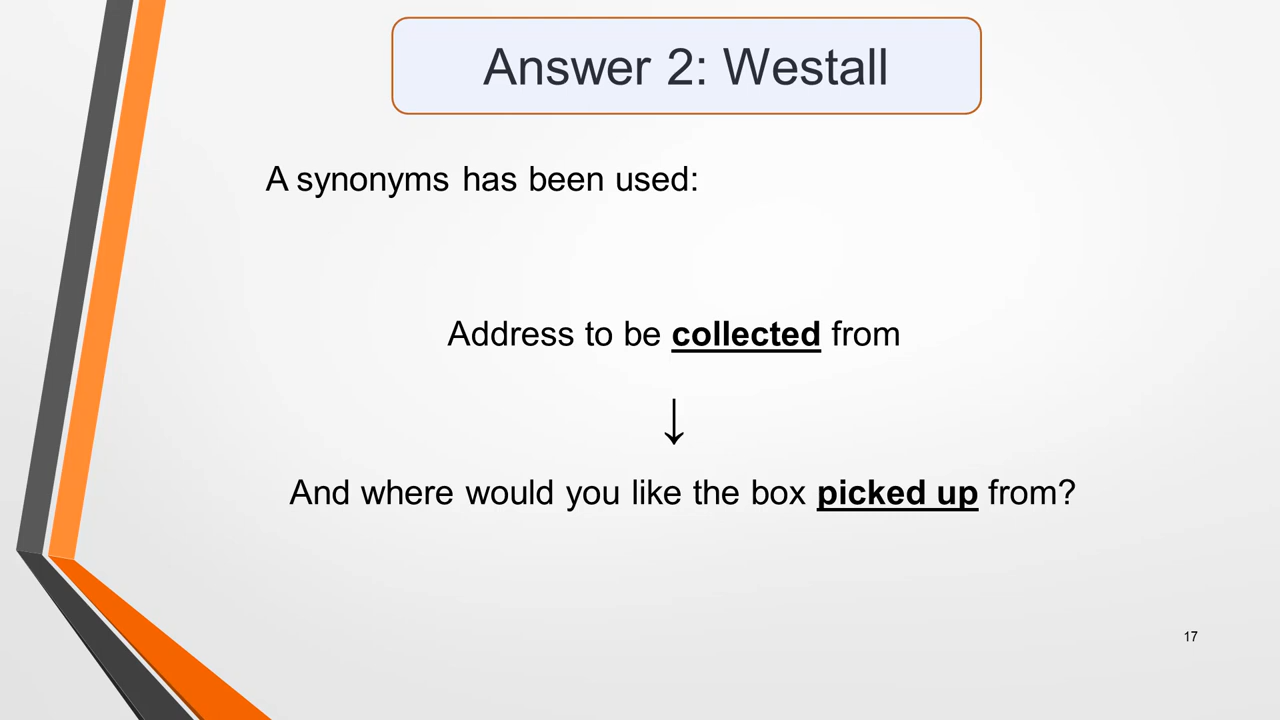 Answer 2: Westall
A synonyms has been used:
Address to be collected from
↓
And where would you like the box picked up from?
17